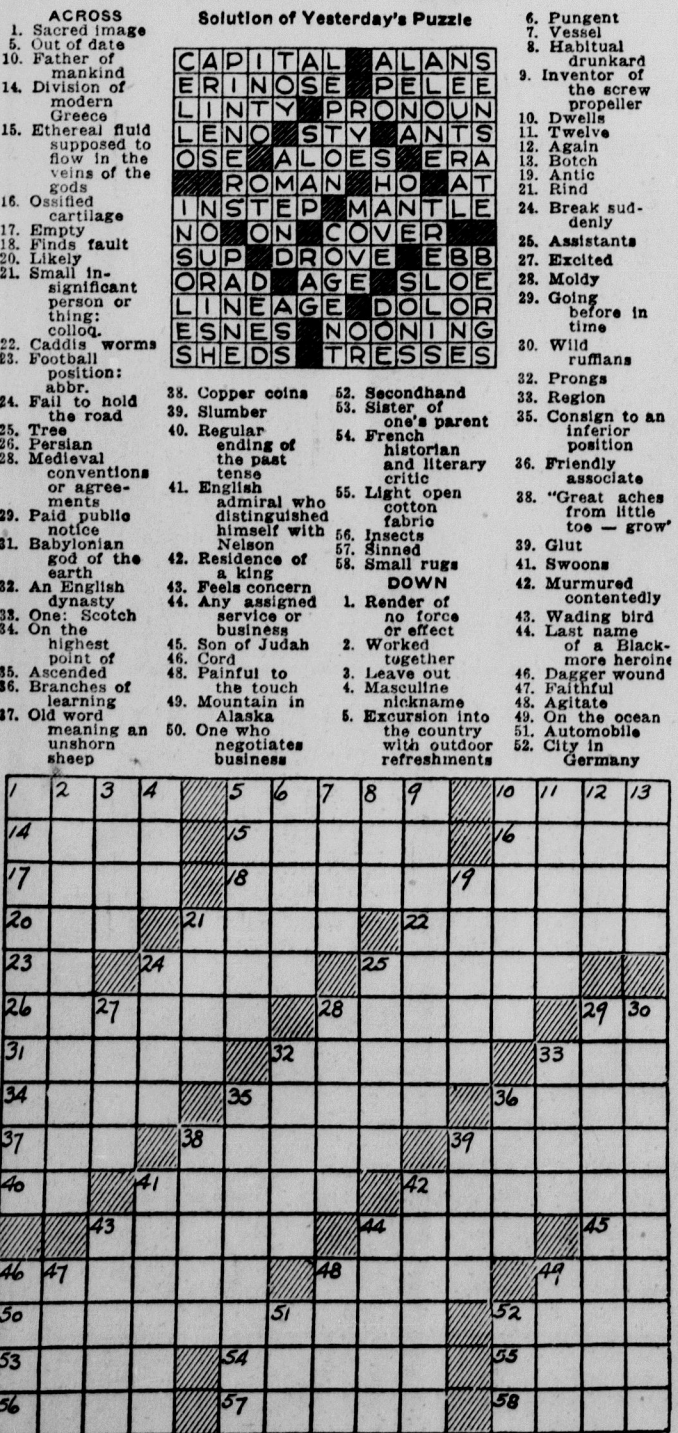 ACROSS
1. Sacred image
5. Out of date
10. Father of
mankind
14. Division of
modern
Greece
15. Ethereal fluid
supposed to
flow in the
veins of the
gods
16. Ossified
cartilage
17. Empty
18. Finds fault
20. Likely
21. Small in-
significant
person or
thing:
colloq.
22. Caddis worms
23. Football
position:
abbr.
24. Fail to hold
the road
25. Tree
26. Persian
28. Medieval
conventions
or agree-
ments
29. Paid public
notice
31. Babylonian
god of the
earth
32. An English
dynasty
33. One: Scotch
34. On the
highest
point of
35. Ascended
36. Branches of
learning
37. Old word
meaning an
unshorn
sheep
Solution of Yesterday's Puzzle
CAPITAL ALANS
ERINOSE PELEE
LINTY PRONOUN
LENO STY ANTS
OSE ALOES ERA
ROMAN HO AT
INSTEP MANTLE
NO ON COVER
SUP DROVE EBB
ORAD AGE SLOE
LINEAGE DOLOR
ESNES NOONING
SHEDS TRESSES
38. Copper coins
39. Slumber
40. Regular
ending of
the past
tense
41. English
admiral who
distinguished
himself with
Nelson
42. Residence of
a king
43. Feels concern
44. Any assigned
service or
business
45. Son of Judah
46. Cord
48. Painful to
the touch
49. Mountain in
Alaska
50. One who
negotiates
business
52. Secondhand
53. Sister of
one's parent
54. French
historian
and literary
critic
55. Light open
cotton
fabric
56. Insects
57. Sinned
58. Small rugs
DOWN
1. Render of
no force
or effect
2. Worked
together
3. Leave out
4. Masculine
nickname
5. Excursion into
the country
with outdoor
refreshments
6. Pungent
7. Vessel
8. Habitual
drunkard
9. Inventor of
the screw
propeller
10. Dwells
11. Twelve
12. Again
13. Botch
19. Antic
21. Rind
24. Break sud-
denly
25. Assistants
27. Excited
28. Moldy
29. Going
before in
time
30. Wild
ruffians
32. Prongs
33. Region
35. Consign to an
inferior
position
36. Friendly
associate
38. "Great aches
from little
toe — grow"
39. Glut
41. Swoons
42. Murmured
contentedly
43. Wading bird
44. Last name
of a Black-
more heroine
46. Dagger wound
47. Faithful
48. Agitate
49. On the ocean
51. Automobile
52. City in
Germany
1 2 3 4 5 6 7 8 9 10 11 12 13
14 15 16
17 18 19
20 21 22
23 24 25
26 27 28 29 30
31 32 33
34 35 36
37 38 39
40 41 42
43 44 45
46 47 48 49
50 51 52
53 54 55
56 57 58